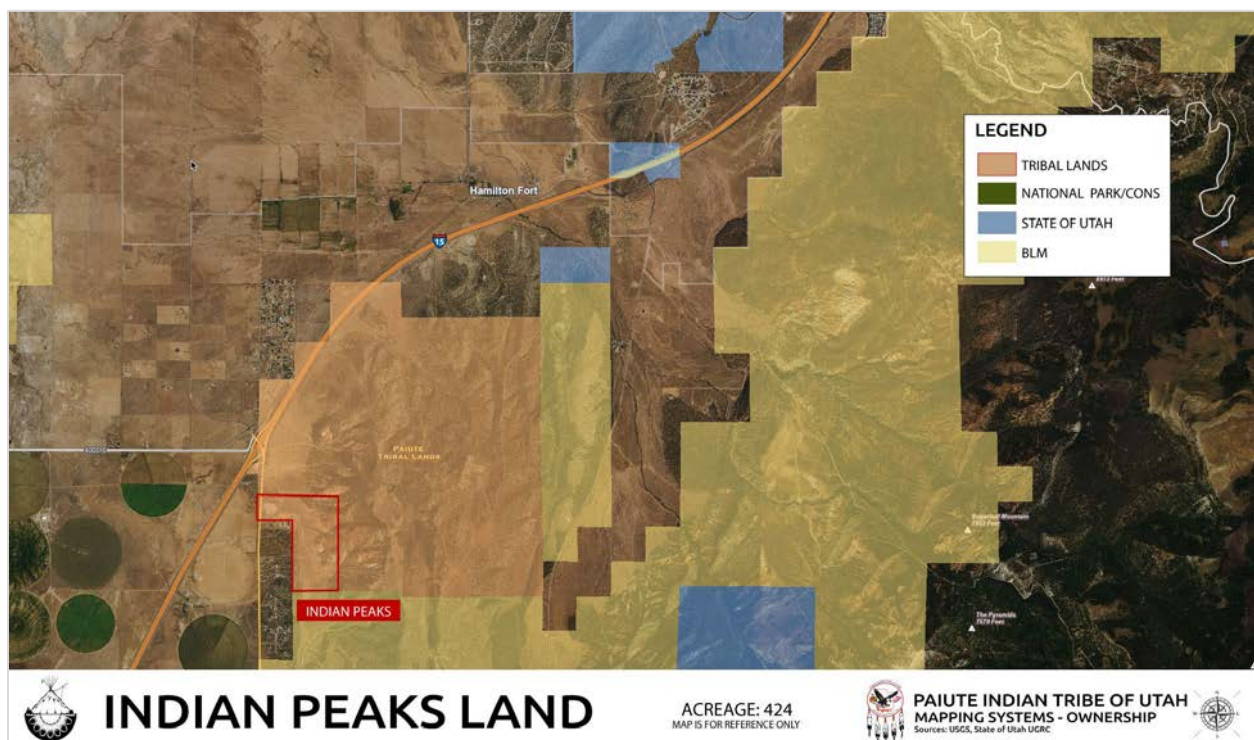 Hamilton Fort
15
LEGEND
TRIBAL LANDS
NATIONAL PARK/CONS
STATE OF UTAH
BLM
PAIUTE
TRIBAL LANDS
The Pyramids
INDIAN PEAKS
INDIAN PEAKS LAND
ACREAGE: 424
MAP IS FOR REFERENCE ONLY
PAIUTE INDIAN TRIBE OF UTAH
MAPPING SYSTEMS - OWNERSHIP
Sources: USGS, State of Utah UGRC